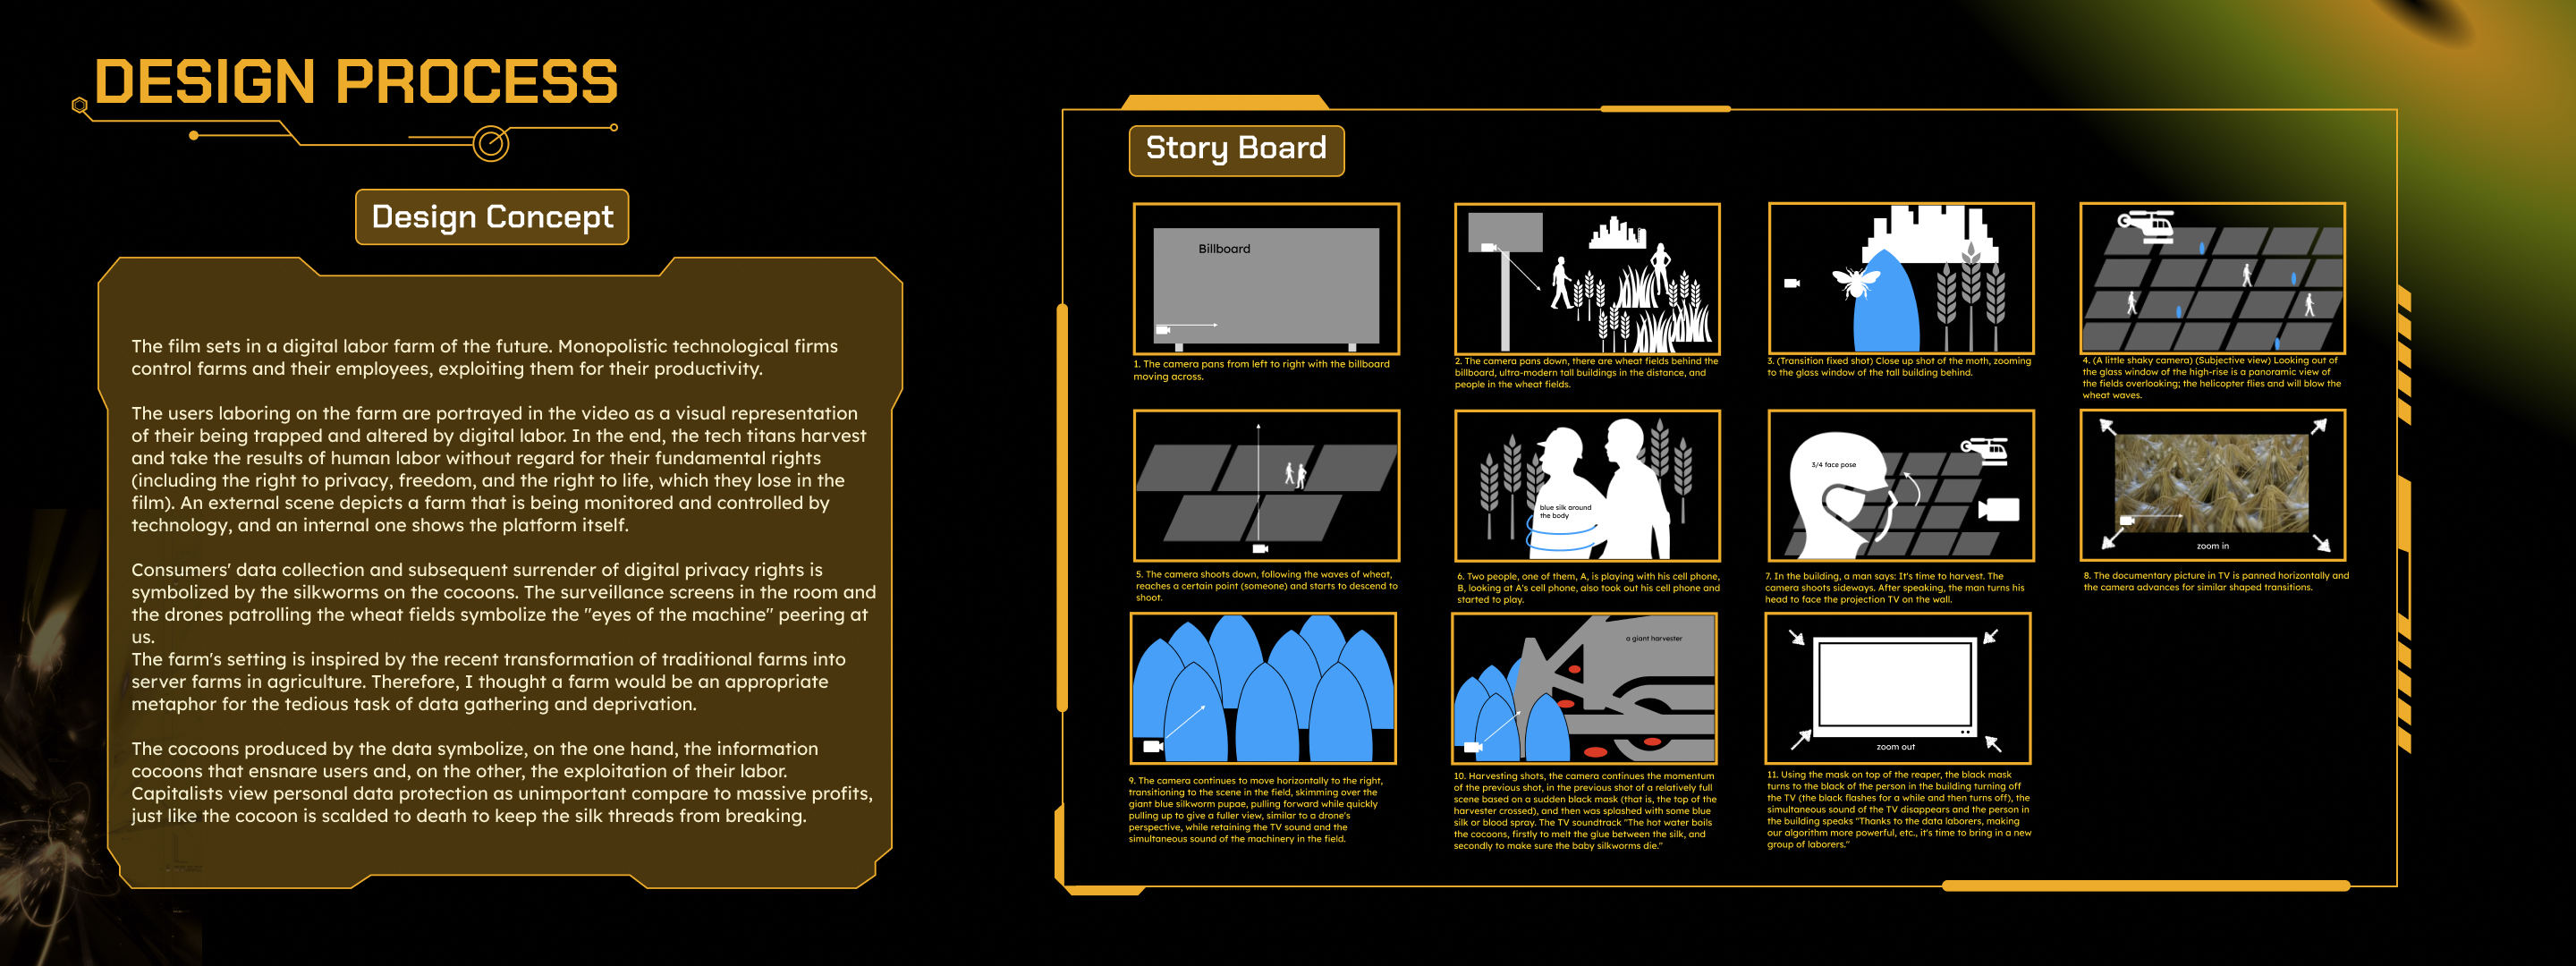 DESIGN PROCESS
Design Concept
The film sets in a digital labor farm of the future. Monopolistic technological firms
control farms and their employees, exploiting them for their productivity.
The users laboring on the farm are portrayed in the video as a visual representation
of their being trapped and altered by digital labor. In the end, the tech titans harvest
and take the results of human labor without regard for their fundamental rights
(including the right to privacy, freedom, and the right to life, which they lose in the
film). An external scene depicts a farm that is being monitored and controlled by
technology, and an internal one shows the platform itself.
Consumers' data collection and subsequent surrender of digital privacy rights is
symbolized by the silkworms on the cocoons. The surveillance screens in the room and
the drones patrolling the wheat fields symbolize the "eyes of the machine" peering at
us.
The farm's setting is inspired by the recent transformation of traditional farms into
server farms in agriculture. Therefore, I thought a farm would be an appropriate
metaphor for the tedious task of data gathering and deprivation.
The cocoons produced by the data symbolize, on the one hand, the information
cocoons that ensnare users and, on the other, the exploitation of their labor.
Capitalists view personal data protection as unimportant compare to massive profits,
just like the cocoon is scalded to death to keep the silk threads from breaking.
Story Board
Billboard
1. The camera pans from left to right with the billboard
moving across.
2. The camera pans down, there are wheat fields behind the
billboard, ultra-modern tall buildings in the distance, and
people in the wheat fields.
3. (Transition fixed shot) Close up shot of the moth, zooming
to the glass window of the tall building behind.
4. (A little shaky camera) (Subjective view) Looking out of
the glass window of the high-rise is a panoramic view of
the fields overlooking; the helicopter flies and will blow the
wheat waves.
5. The camera shoots down, following the waves of wheat,
reaches a certain point (someone) and starts to descend to
shoot.
blue silk around
the body
6. Two people, one of them, A, is playing with his cell phone,
B, looking at A's cell phone, also took out his cell phone and
started to play.
3/4 face pose
7. In the building, a man says: It's time to harvest. The
camera shoots sideways. After speaking, the man turns his
head to face the projection TV on the wall.
zoom in
8. The documentary picture in TV is panned horizontally and
the camera advances for similar shaped transitions.
9. The camera continues to move horizontally to the right,
transitioning to the scene in the field, skimming over the
giant blue silkworm pupae, pulling forward while quickly
pulling up to give a fuller view, similar to a drone's
perspective, while retaining the TV sound and the
simultaneous sound of the machinery in the field.
a giant harvester
10. Harvesting shots, the camera continues the momentum
of the previous shot, in the previous shot of a relatively full
scene based on a sudden black mask (that is, the top of the
harvester crossed), and then was splashed with some blue
silk or blood spray. The TV soundtrack "The hot water boils
the cocoons, firstly to melt the glue between the silk, and
secondly to make sure the baby silkworms die."
zoom out
11. Using the mask on top of the reaper, the black mask
turns to the black of the person in the building turning off
the TV (the black flashes for a while and then turns off), the
simultaneous sound of the TV disappears and the person in
the building speaks "Thanks to the data laborers, making
our algorithm more powerful, etc., it's time to bring in a new
group of laborers."